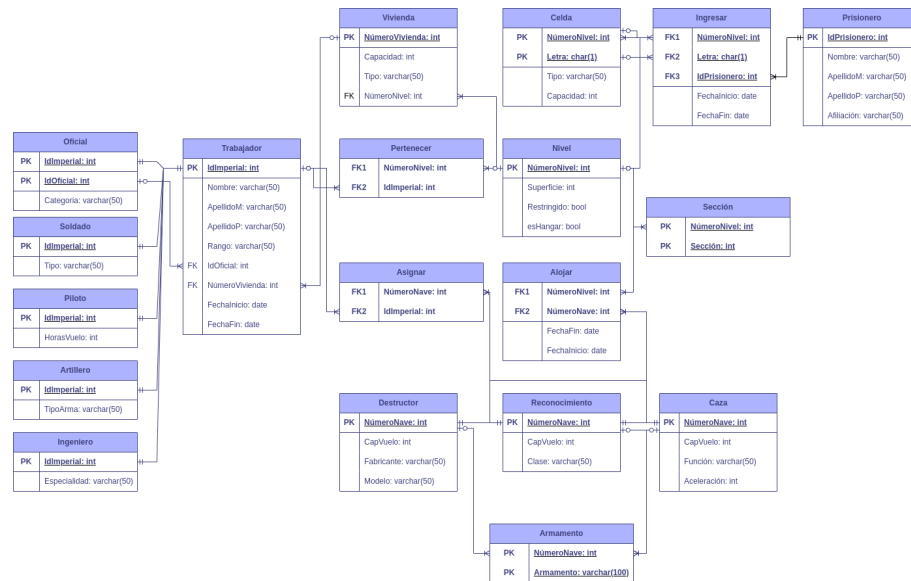 Vivienda
PK NúmeroVivienda: int
Capacidad: int
Tipo: varchar(50)
FK NúmeroNivel: int
Celda
PK NúmeroNivel: int
PK Letra: char(1)
Tipo: varchar(50)
Capacidad: int
Ingresar
FK1 NúmeroNivel: int
FK2 Letra: char(1)
FK3 IdPrisionero: int
FechaInicio: date
FechaFin: date
Prisionero
PK IdPrisionero: int
Nombre: varchar(50)
ApellidoM: varchar(50)
ApellidoP: varchar(50)
Afiliación: varchar(50)
Oficial
PK IdImperial: int
PK IdOficial: int
Categoria: varchar(50)
Trabajador
PK IdImperial: int
Nombre: varchar(50)
ApellidoM: varchar(50)
ApellidoP: varchar(50)
Rango: varchar(50)
FK IdOficial: int
FK NúmeroVivienda: int
FechaInicio: date
FechaFin: date
Pertenecer
FK1 NúmeroNivel: int
FK2 IdImperial: int
Nivel
PK NúmeroNivel: int
Superficie: int
Restringido: bool
esHangar: bool
Sección
PK NúmeroNivel: int
PK Sección: int
Soldado
PK IdImperial: int
Tipo: varchar(50)
Asignar
FK1 NúmeroNave: int
FK2 IdImperial: int
Alojar
FK1 NúmeroNivel: int
FK2 NúmeroNave: int
FechaFin: date
FechaInicio: date
Piloto
PK IdImperial: int
HorasVuelo: int
Artillero
PK IdImperial: int
TipoArma: varchar(50)
Ingeniero
PK IdImperial: int
Especialidad: varchar(50)
Destructor
PK NúmeroNave: int
CapVuelo: int
Fabricante: varchar(50)
Modelo: varchar(50)
Reconocimiento
PK NúmeroNave: int
CapVuelo: int
Clase: varchar(50)
Caza
PK NúmeroNave: int
CapVuelo: int
Función: varchar(50)
Aceleración: int
Armamento
PK NúmeroNave: int
PK Armamento: varchar(100)